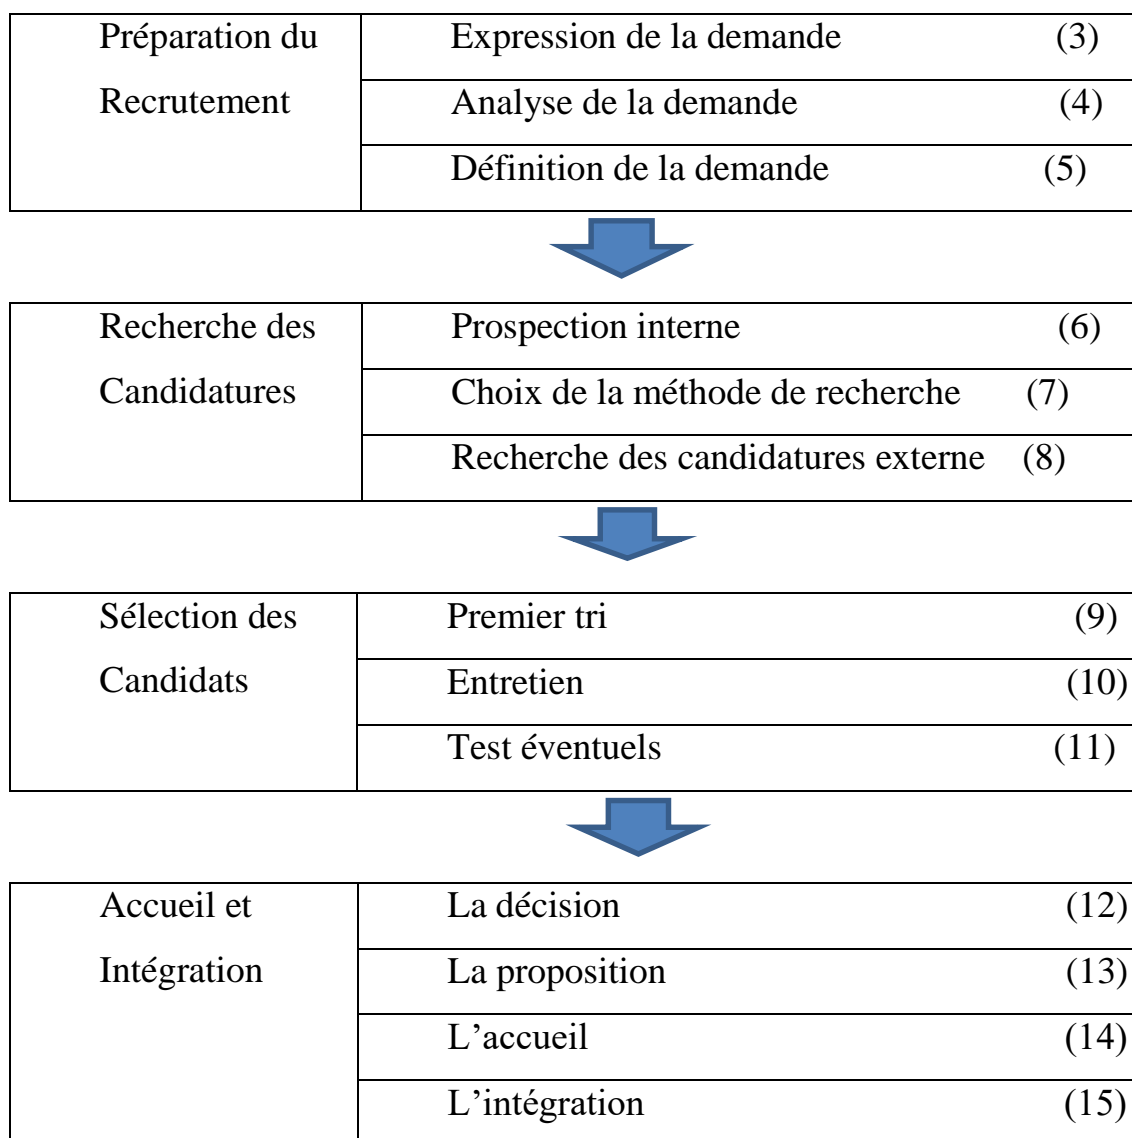 Préparation du
Recrutement
Expression de la demande (3)
Analyse de la demande (4)
Définition de la demande (5)
Recherche des
Candidatures
Prospection interne (6)
Choix de la méthode de recherche (7)
Recherche des candidatures externe (8)
Sélection des
Candidats
Premier tri (9)
Entretien (10)
Test éventuels (11)
Accueil et
Intégration
La décision (12)
La proposition (13)
L’accueil (14)
L’intégration (15)